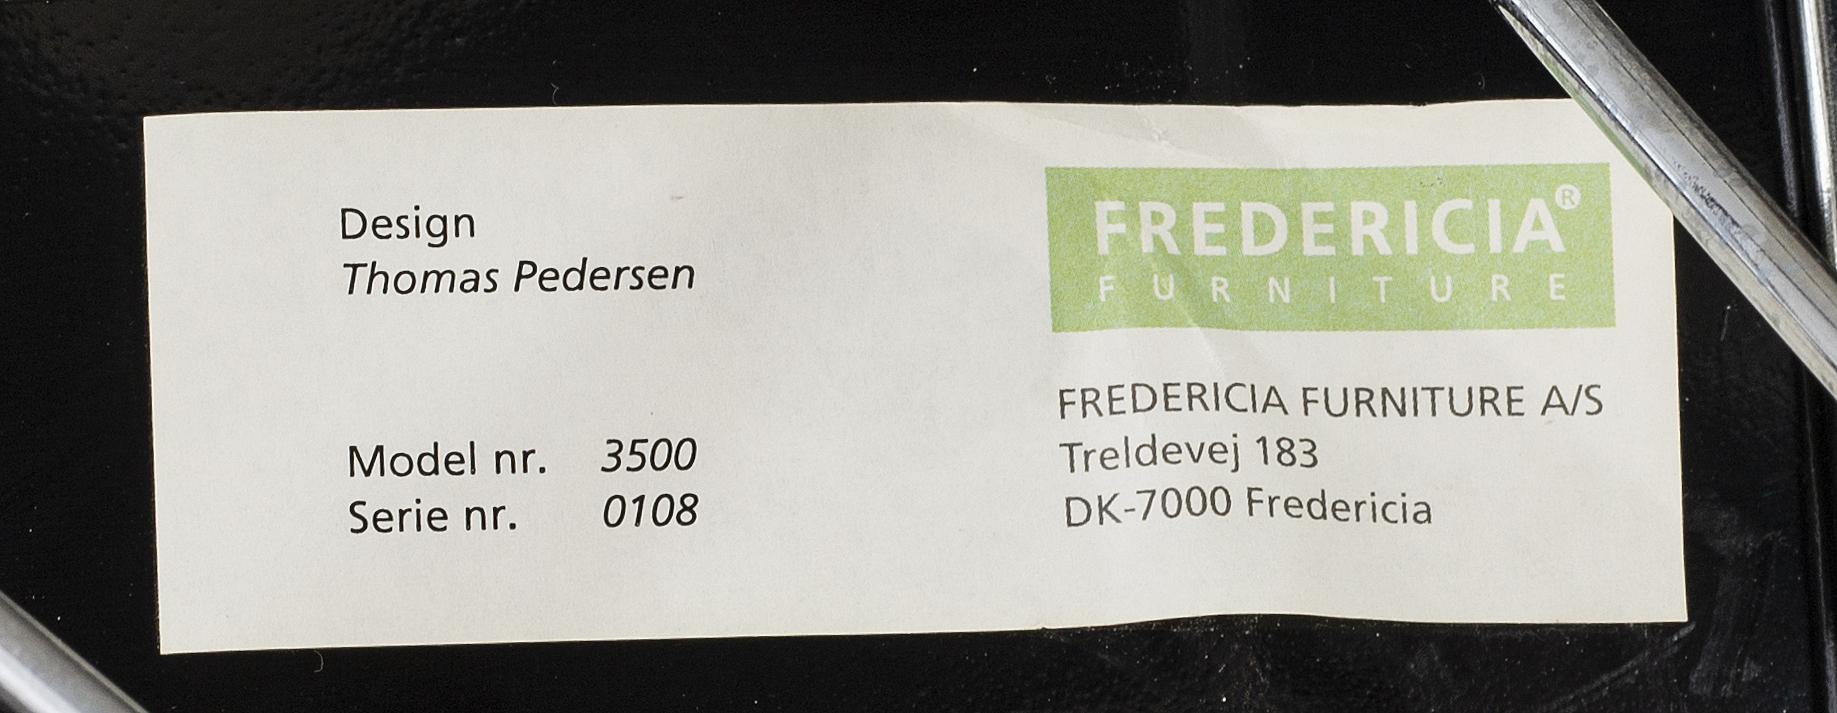 Design
Thomas Pedersen
Model nr. 3500
Serie nr. 0108
FREDERICIA®
FURNITURE
FREDERICIA FURNITURE A/S
Treldevej 183
DK-7000 Fredericia